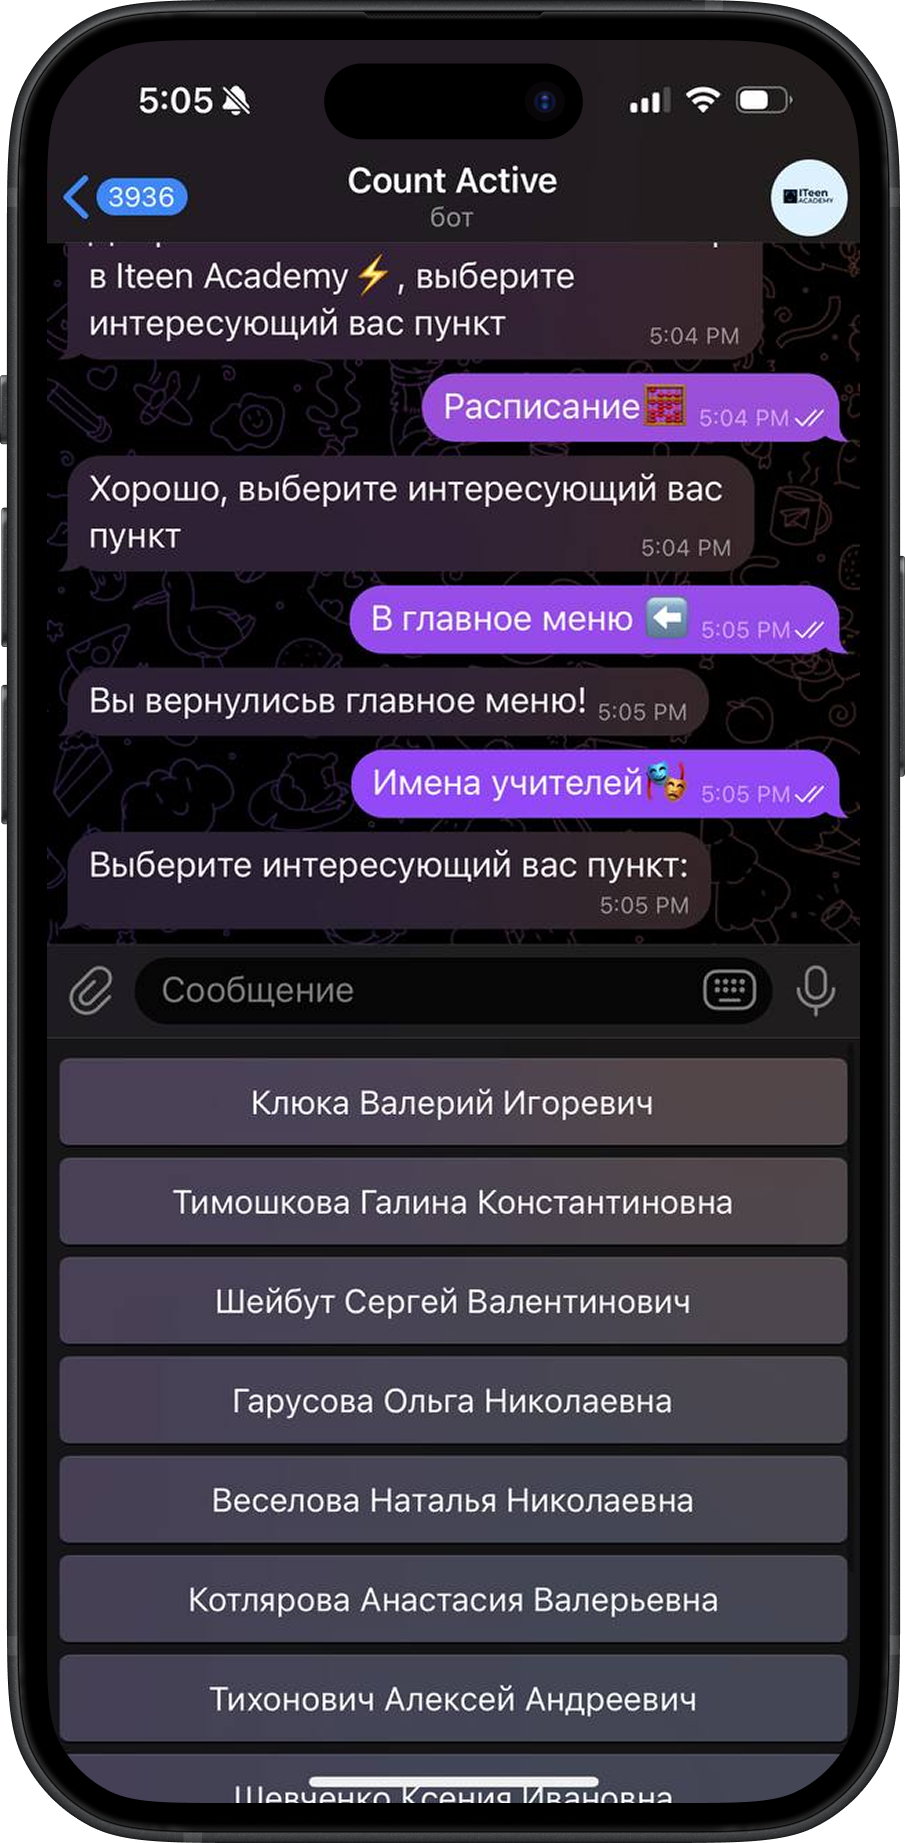 5:05
3936
Count Active
бот
ITeen
ACADEMY
в Iteen Academy⚡, выберите
интересующий вас пункт
5:04 PM
Расписание🧮 5:04 PM
Хорошо, выберите интересующий вас
пункт
5:04 PM
В главное меню ⬅️ 5:05 PM
Вы вернулисьв главное меню! 5:05 PM
Имена учителей🎭 5:05 PM
Выберите интересующий вас пункт:
5:05 PM
Сообщение
Клюка Валерий Игоревич
Тимошкова Галина Константиновна
Шейбут Сергей Валентинович
Гарусова Ольга Николаевна
Веселова Наталья Николаевна
Котлярова Анастасия Валерьевна
Тихонович Алексей Андреевич
Шевченко Ксения Ивановна